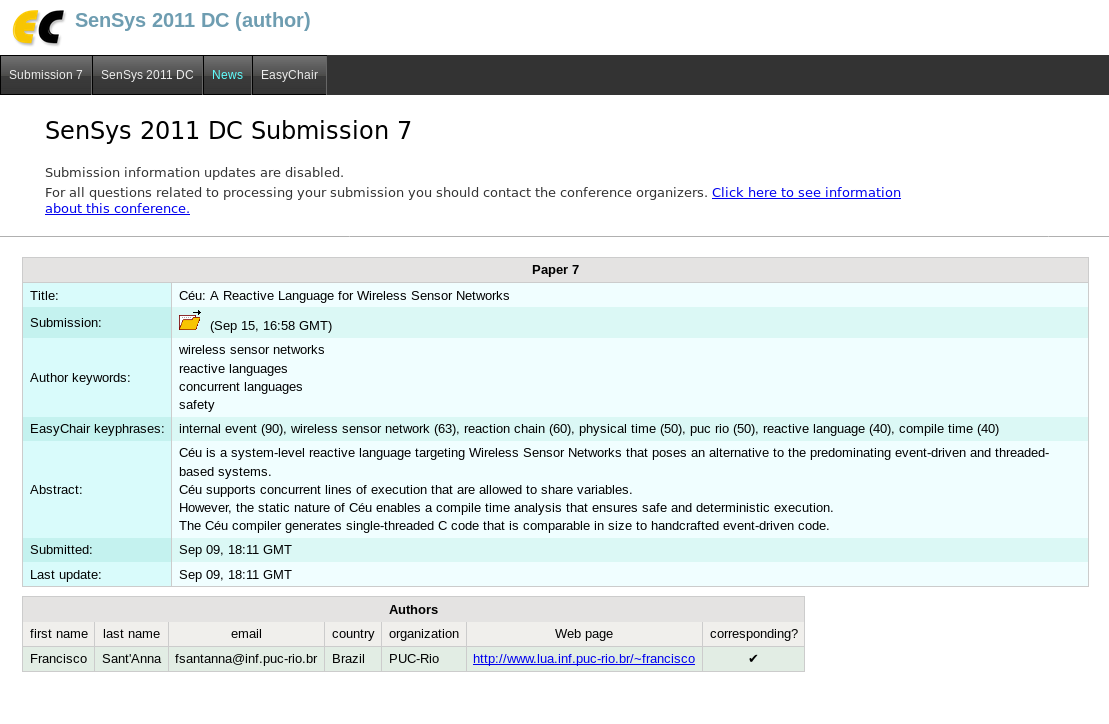 EC SenSys 2011 DC (author)
Submission 7 SenSys 2011 DC News EasyChair
SenSys 2011 DC Submission 7
Submission information updates are disabled.
For all questions related to processing your submission you should contact the conference organizers. Click here to see information
about this conference.
Paper 7
Title: Céu: A Reactive Language for Wireless Sensor Networks
Submission: (Sep 15, 16:58 GMT)
Author keywords:
wireless sensor networks
reactive languages
concurrent languages
safety
EasyChair keyphrases: internal event (90), wireless sensor network (63), reaction chain (60), physical time (50), puc rio (50), reactive language (40), compile time (40)
Abstract:
Céu is a system-level reactive language targeting Wireless Sensor Networks that poses an alternative to the predominating event-driven and threaded-
based systems.
Céu supports concurrent lines of execution that are allowed to share variables.
However, the static nature of Céu enables a compile time analysis that ensures safe and deterministic execution.
The Céu compiler generates single-threaded C code that is comparable in size to handcrafted event-driven code.
Submitted: Sep 09, 18:11 GMT
Last update: Sep 09, 18:11 GMT
Authors
first name last name email country organization Web page corresponding?
Francisco Sant'Anna fsantanna@inf.puc-rio.br Brazil PUC-Rio http://www.lua.inf.puc-rio.br/~francisco ✔